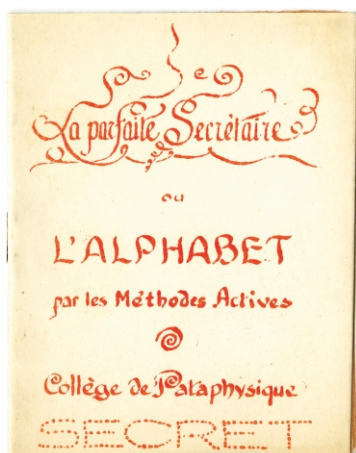 La parfaite Secrétaire
ou
L'ALPHABET
par les Méthodes Actives
Collège de 'Pataphysique
SECRET